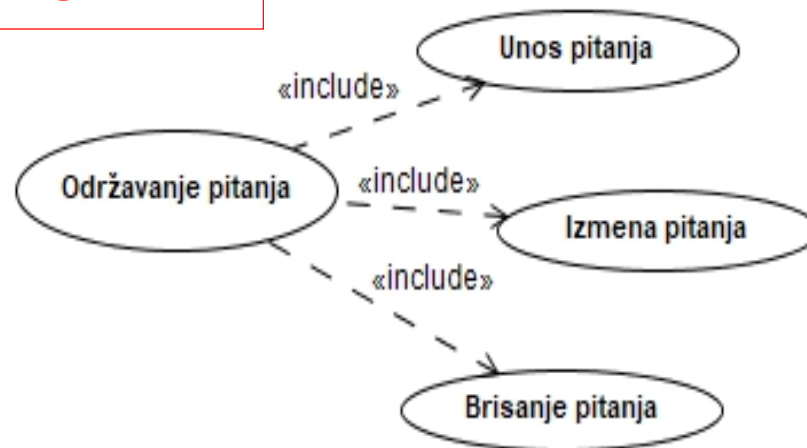 Unos pitanja
«include»
Održavanje pitanja
«include»
Izmena pitanja
«include»
Brisanje pitanja